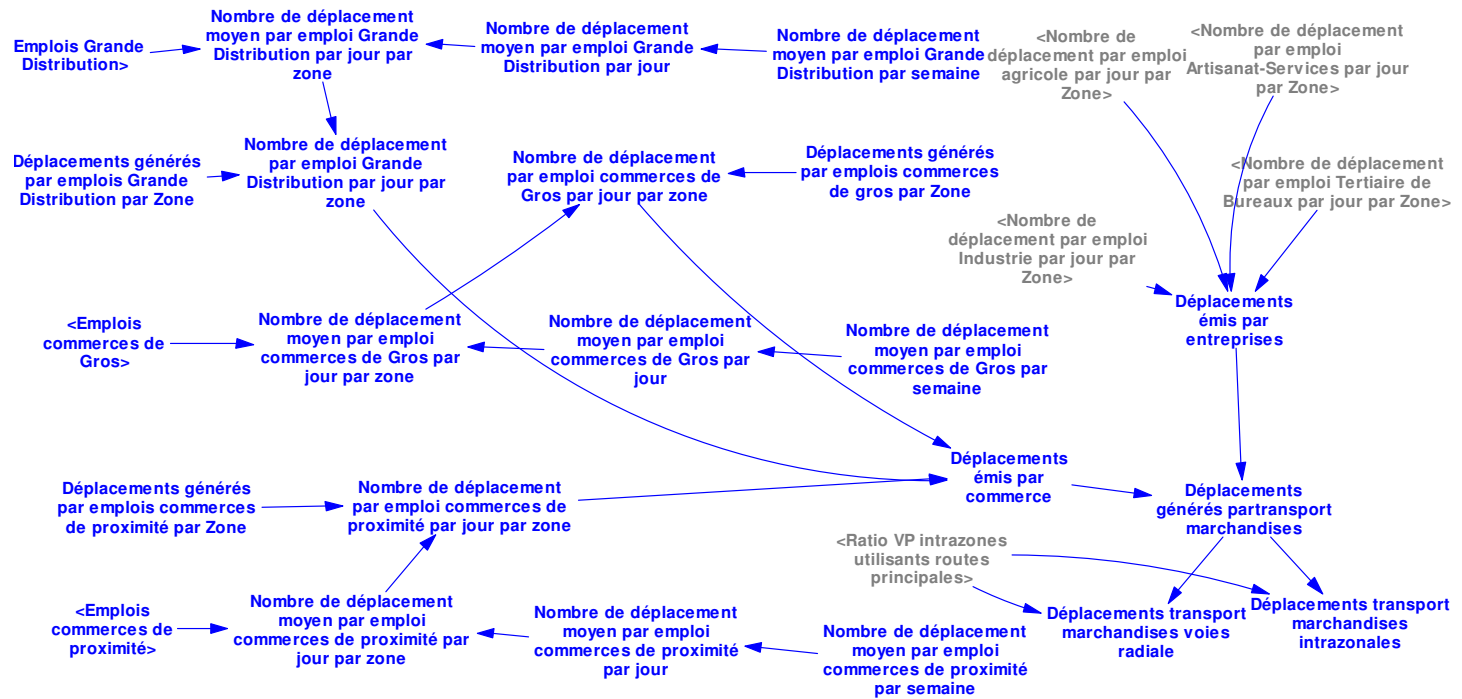 Emplois Grande
Distribution>
Nombre de déplacement
moyen par emploi Grande
Distribution par jour par
zone
Nombre de déplacement
moyen par emploi Grande
Distribution par jour
Nombre de déplacement
moyen par emploi Grande
Distribution par semaine
<Nombre de
déplacement par emploi
agricole par jour par
Zone>
<Nombre de déplacement
par emploi
Artisanat-Services par jour
par Zone>
Déplacements générés
par emplois Grande
Distribution par Zone
Nombre de déplacement
par emploi Grande
Distribution par jour par
zone
Nombre de déplacement
par emploi commerces de
Gros par jour par zone
Déplacements générés
par emplois commerces
de gros par Zone
<Nombre de déplacement
par emploi Tertiaire de
Bureaux par jour par Zone>
<Nombre de
déplacement par emploi
Industrie par jour par
Zone>
Déplacements
émis par
entreprises
<Emplois
commerces de
Gros>
Nombre de déplacement
moyen par emploi
commerces de Gros par
jour par zone
Nombre de déplacement
moyen par emploi
commerces de Gros par
jour
Nombre de déplacement
moyen par emploi
commerces de Gros par
semaine
Déplacements
émis par
commerce
Déplacements générés
par emplois commerces
de proximité par Zone
Nombre de déplacement
par emploi commerces de
proximité par jour par zone
Déplacements
générés partransport
marchandises
<Ratio VP intrazones
utilisants routes
principales>
<Emplois
commerces de
proximité>
Nombre de déplacement
moyen par emploi
commerces de proximité par
jour par zone
Nombre de déplacement
moyen par emploi
commerces de proximité
par jour
Nombre de déplacement
moyen par emploi
commerces de proximité
par semaine
Déplacements transport
marchandises voies
radiale
Déplacements transport
marchandises
intrazonales